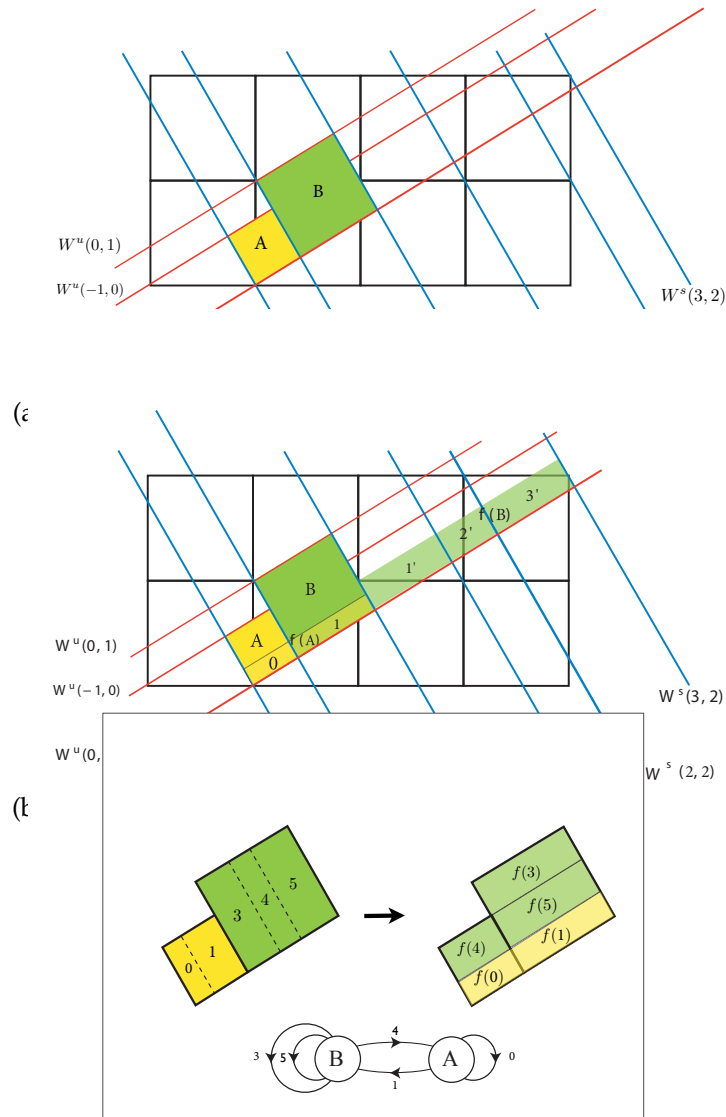 B
A
W^u(0, 1)
W^u(−1, 0)
W^s(3, 2)
(a
3'
f(B)
2'
1'
B
1
A
f(A)
0
W^u(0, 1)
W^u(−1, 0)
W^s(3, 2)
W^u(0,
W^s(2, 2)
(b
5
4
3
1
0
f(3)
f(5)
f(4)
f(1)
f(0)
4
3 5 B A 0
1